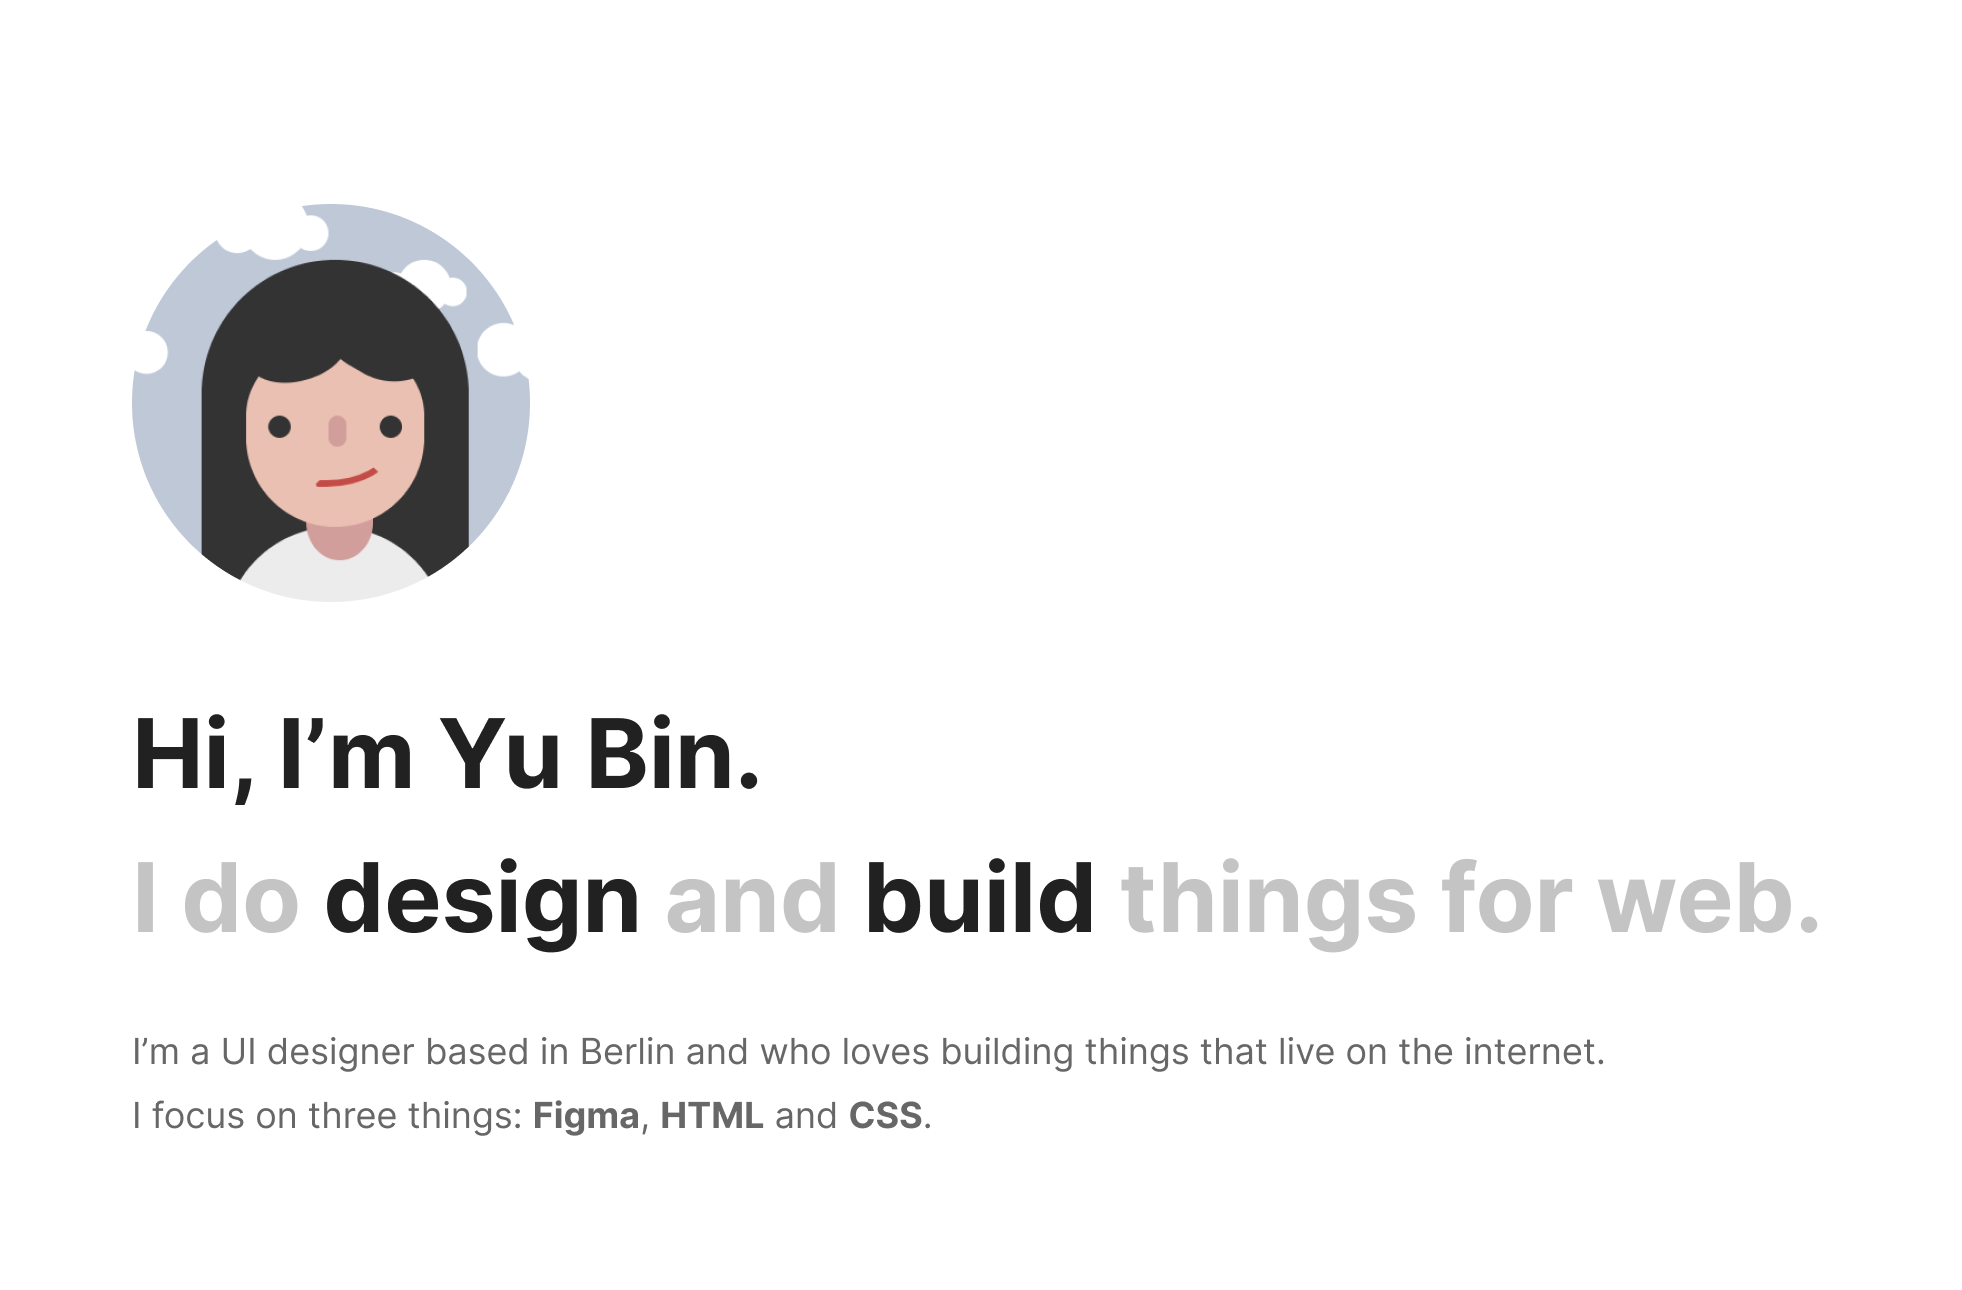 Hi, I’m Yu Bin.
I do design and build things for web.
I’m a UI designer based in Berlin and who loves building things that live on the internet.
I focus on three things: Figma, HTML and CSS.